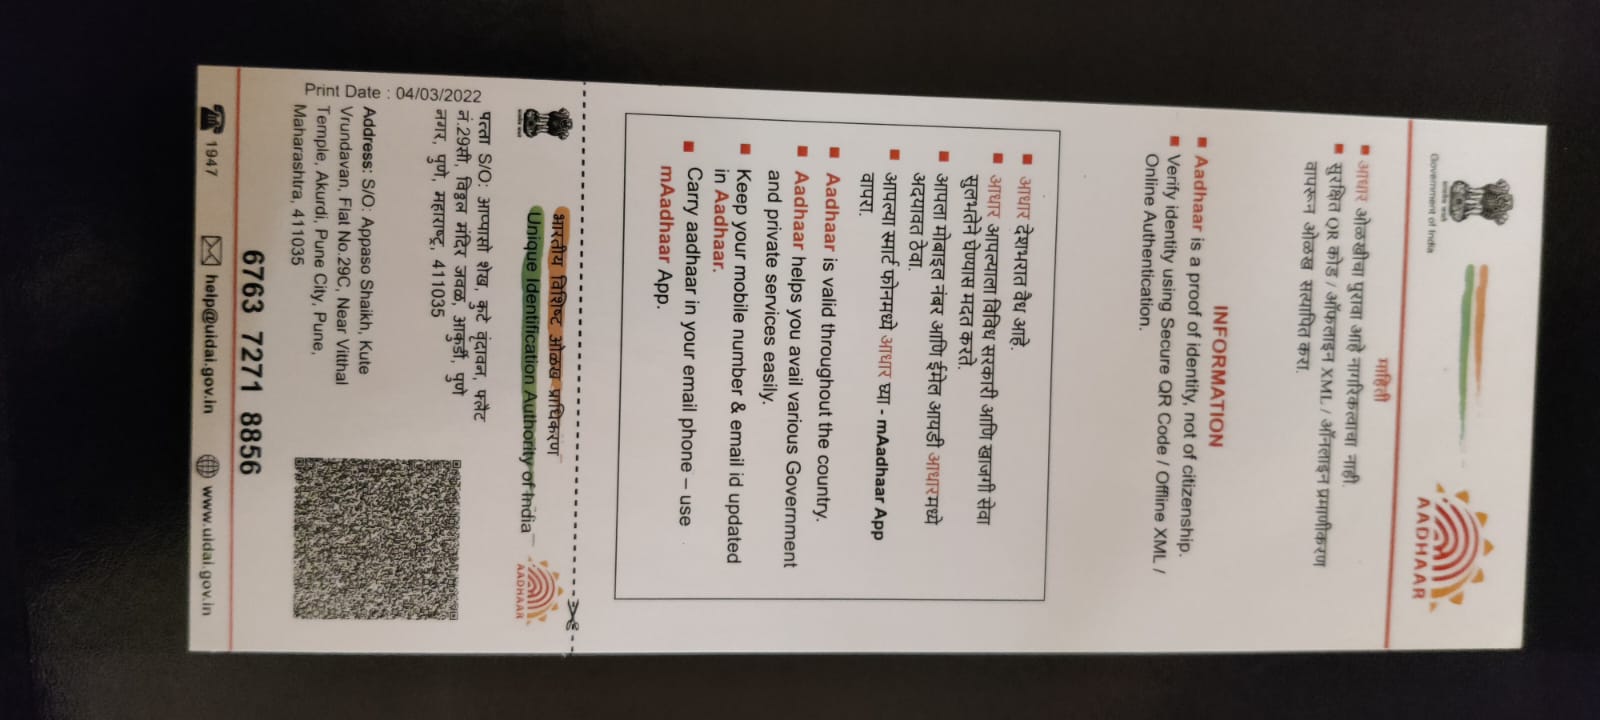 Government of India
AADHAAR
माहिती
■ आधार ओळखीचा पुरावा आहे नागरिकत्वाचा नाही.
■ सुरक्षित QR कोड / ऑफलाइन XML / ऑनलाइन प्रमाणीकरण
वापरून ओळख सत्यापित करा.
INFORMATION
■ Aadhaar is a proof of identity, not of citizenship.
■ Verify identity using Secure QR Code / Offline XML /
Online Authentication.
■ आधार देशभरात वैध आहे.
■ आधार आपल्याला विविध सरकारी आणि खाजगी सेवा
सुलभतेने घेण्यास मदत करते.
■ आपला मोबाइल नंबर आणि ईमेल आयडी आधारमध्ये
अदयावत ठेवा.
■ आपल्या स्मार्ट फोनमध्ये आधार घ्या - mAadhaar App
वापरा.
■ Aadhaar is valid throughout the country.
■ Aadhaar helps you avail various Government
and private services easily.
■ Keep your mobile number & email id updated
in Aadhaar.
■ Carry aadhaar in your email phone – use
mAadhaar App.
भारतीय विशिष्ट ओळख प्राधिकरण
Unique Identification Authority of India
AADHAAR
Print Date : 04/03/2022
पत्ता S/O: आप्पासो शेख, कुटे वृंदावन, फ्लॅट
नं.29सी, विठ्ठल मंदिर जवळ, आकुर्डी, पुणे
नगर, पुणे, महाराष्ट्र, 411035
Address: S/O: Appaso Shaikh, Kute
Vrundavan, Flat No.29C, Near Vitthal
Temple, Akurdi, Pune City, Pune,
Maharashtra, 411035
6763 7271 8856
1947
help@uidai.gov.in
www.uidai.gov.in